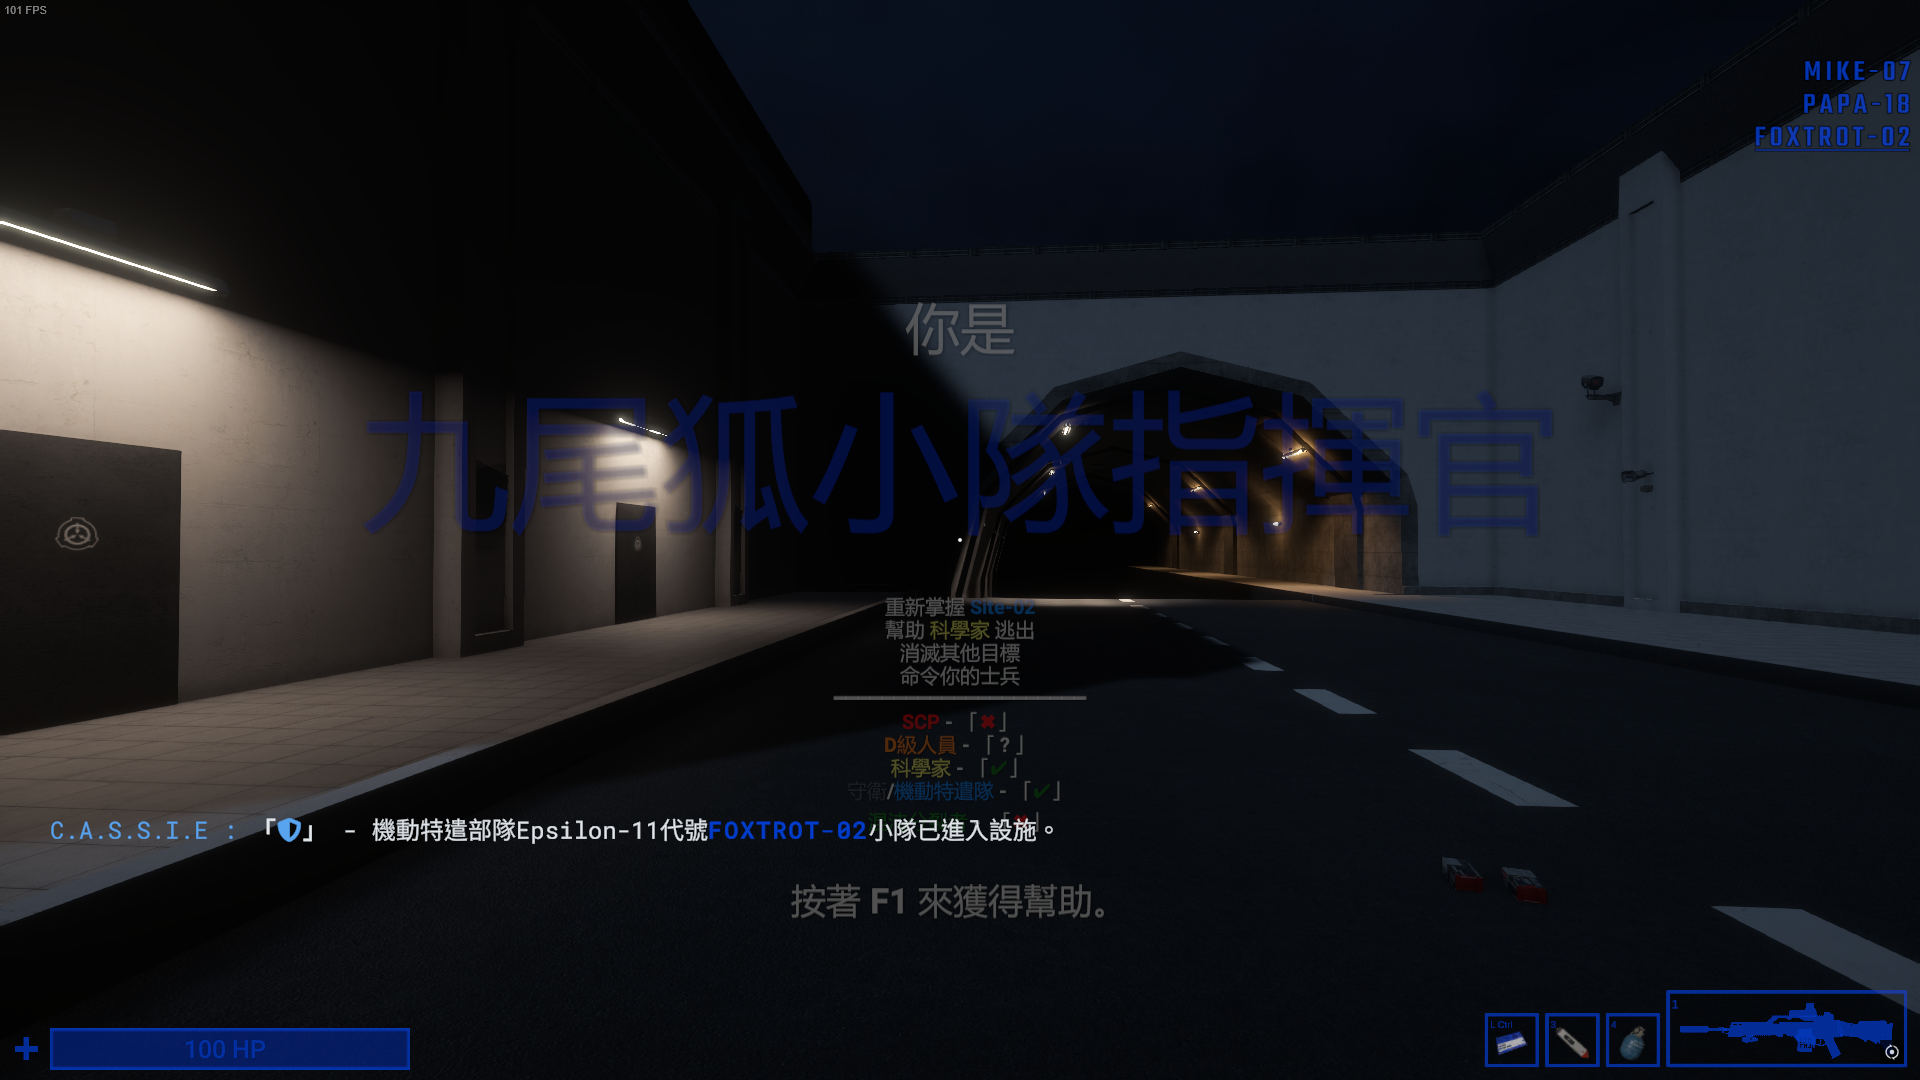 101 FPS
MIKE-07
PAPA-18
FOXTROT-02
你是
九尾狐小隊指揮官
重新掌握 Site-02
幫助 科學家 逃出
消滅其他目標
命令你的士兵
SCP - 「✖」
D級人員 - 「?」
科學家 - 「✔」
守衛/機動特遣隊 - 「✔」
C.A.S.S.I.E : 「」 - 機動特遣部隊Epsilon-11代號FOXTROT-02小隊已進入設施。
按著 F1 來獲得幫助。
100 HP
L Ctrl
3
4
1